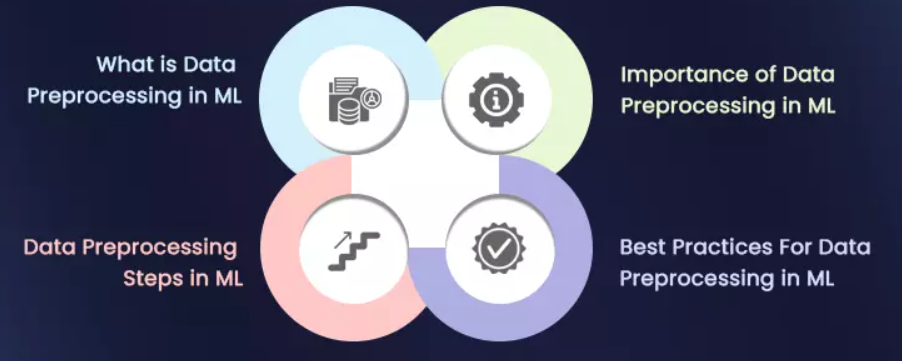 What is Data
Preprocessing in ML
Importance of Data
Preprocessing in ML
Data Preprocessing
Steps in ML
Best Practices For Data
Preprocessing in ML